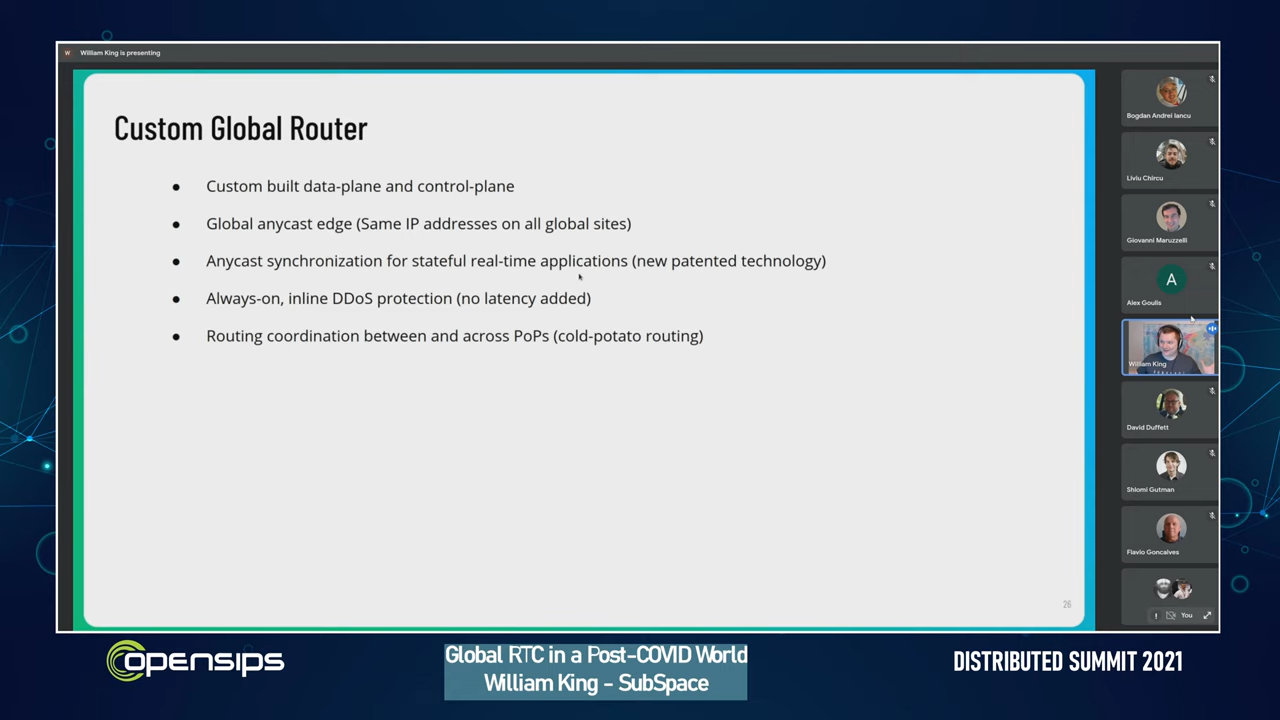 W William King is presenting
Custom Global Router
● Custom built data-plane and control-plane
● Global anycast edge (Same IP addresses on all global sites)
● Anycast synchronization for stateful real-time applications (new patented technology)
● Always-on, inline DDoS protection (no latency added)
● Routing coordination between and across PoPs (cold-potato routing)
26
Bogdan Andrei Iancu
Liviu Chircu
Giovanni Maruzzelli
A
Alex Goulis
William King
David Duffett
Shlomi Gutman
Flavio Goncalves
You
OPENSIPS
Global RTC in a Post-COVID World
William King - SubSpace
DISTRIBUTED SUMMIT 2021